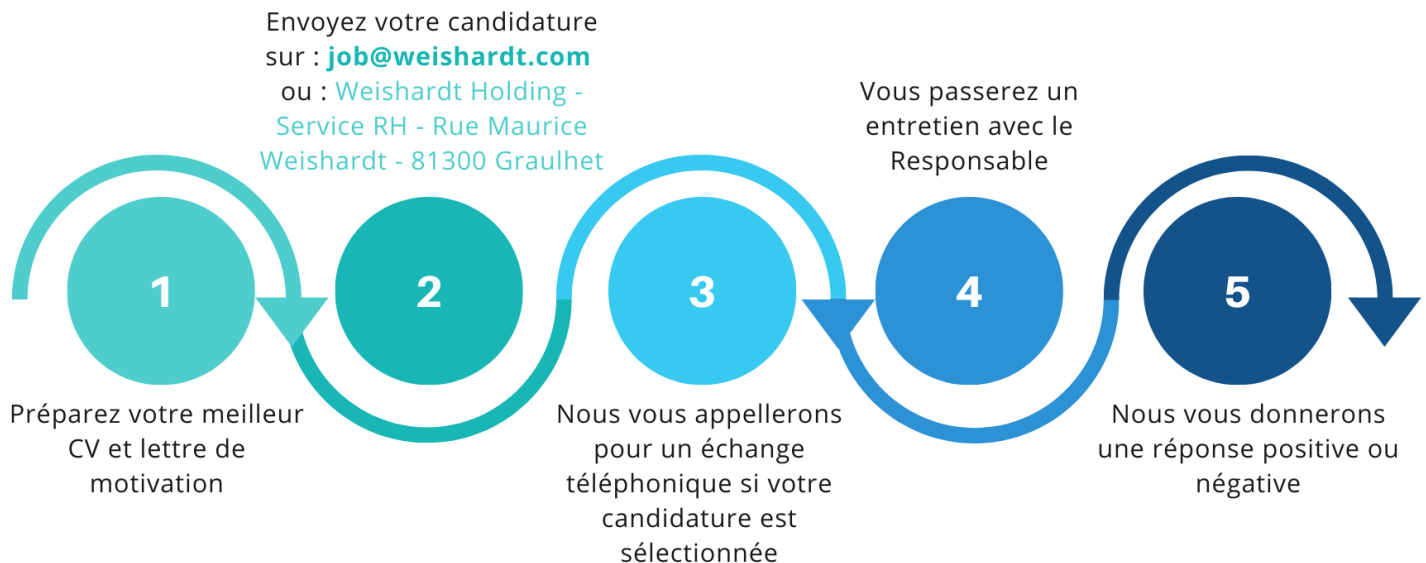 1
Préparez votre meilleur
CV et lettre de
motivation
Envoyez votre candidature
sur : job@weishardt.com
ou : Weishardt Holding -
Service RH - Rue Maurice
Weishardt - 81300 Graulhet
2
3
Nous vous appellerons
pour un échange
téléphonique si votre
candidature est
sélectionnée
Vous passerez un
entretien avec le
Responsable
4
5
Nous vous donnerons
une réponse positive ou
négative